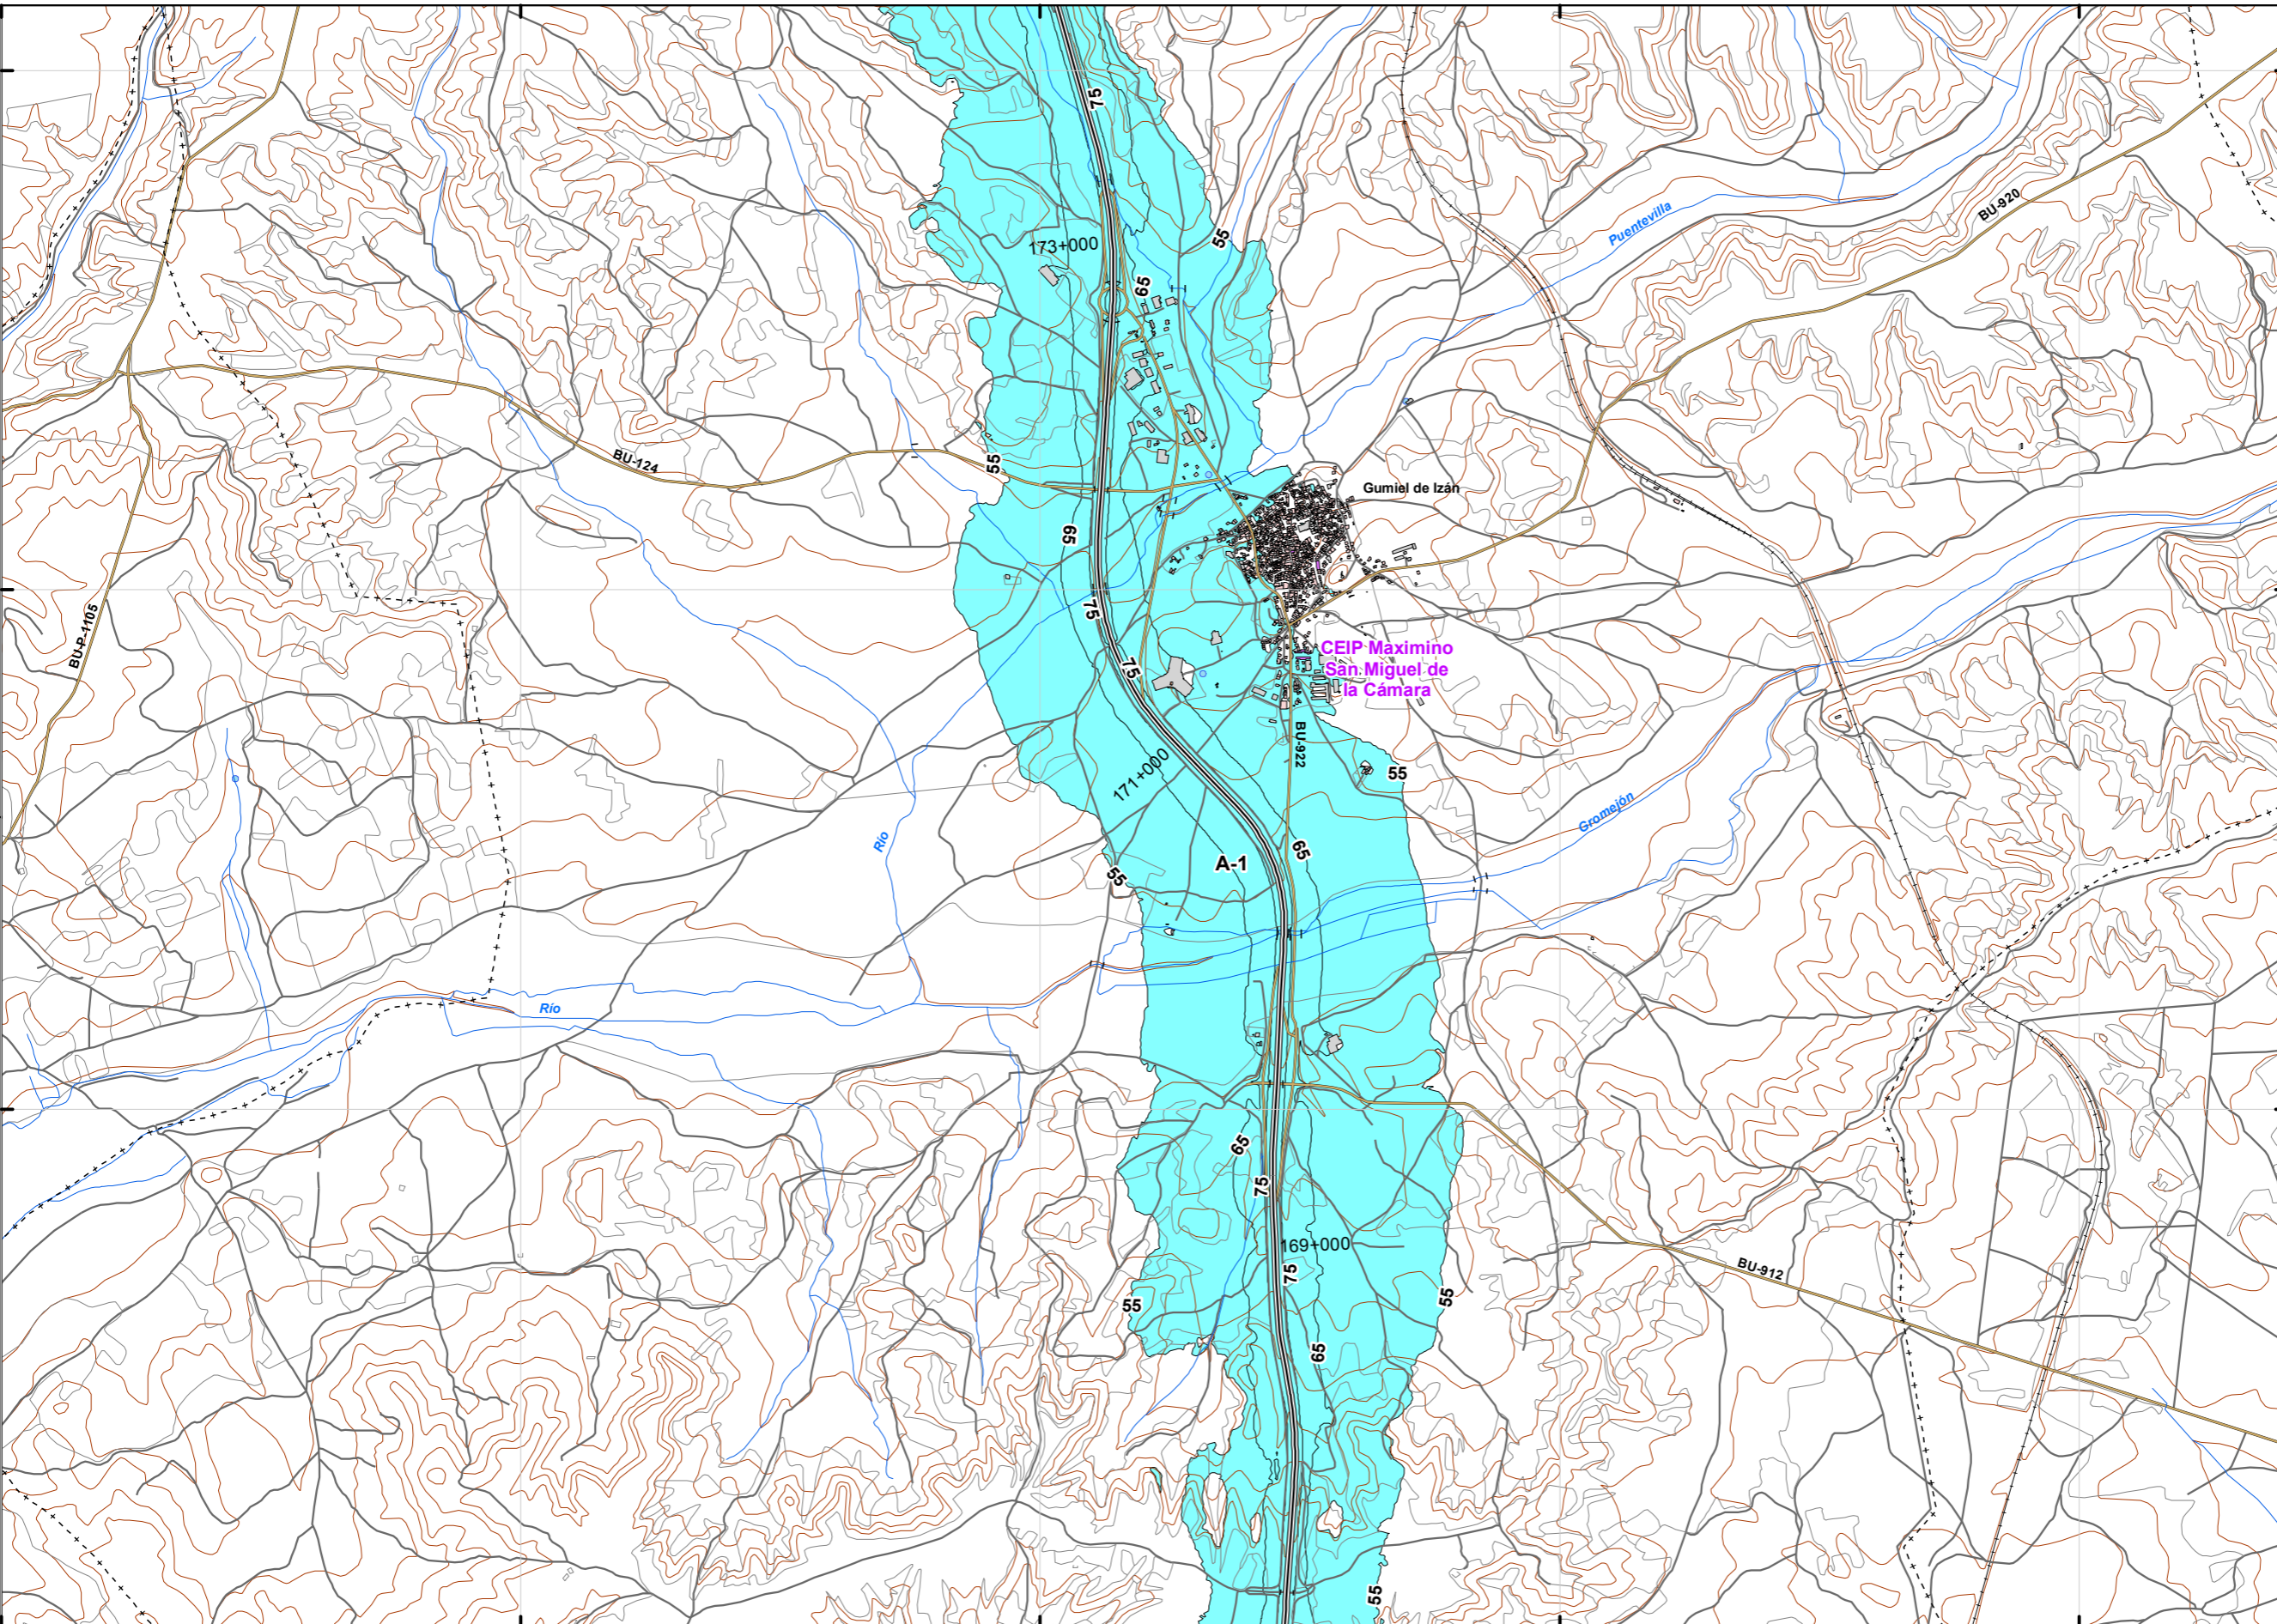 75
BU-920
Puentevilla
55
173+000
65
BU-124
55
Gumiel de Izán
65
75
BU-P-1105
CEIP Maximino
San Miguel de
la Cámara
75
BU-922
171+000
55
Gromejón
Río
65
A-1
55
Río
65
75
169+000
BU-912
75
55
55
65
55